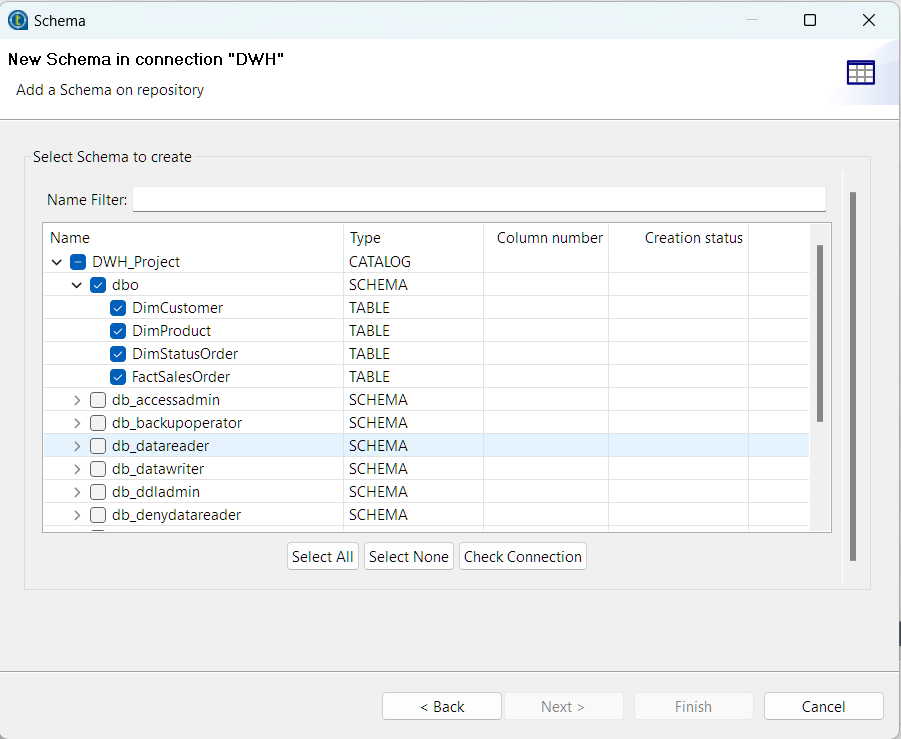 Schema
New Schema in connection "DWH"
Add a Schema on repository
Select Schema to create
Name Filter:
Name Type Column number Creation status
DWH_Project CATALOG
dbo SCHEMA
DimCustomer TABLE
DimProduct TABLE
DimStatusOrder TABLE
FactSalesOrder TABLE
db_accessadmin SCHEMA
db_backupoperator SCHEMA
db_datareader SCHEMA
db_datawriter SCHEMA
db_ddladmin SCHEMA
db_denydatareader SCHEMA
Select All Select None Check Connection
< Back Next > Finish Cancel